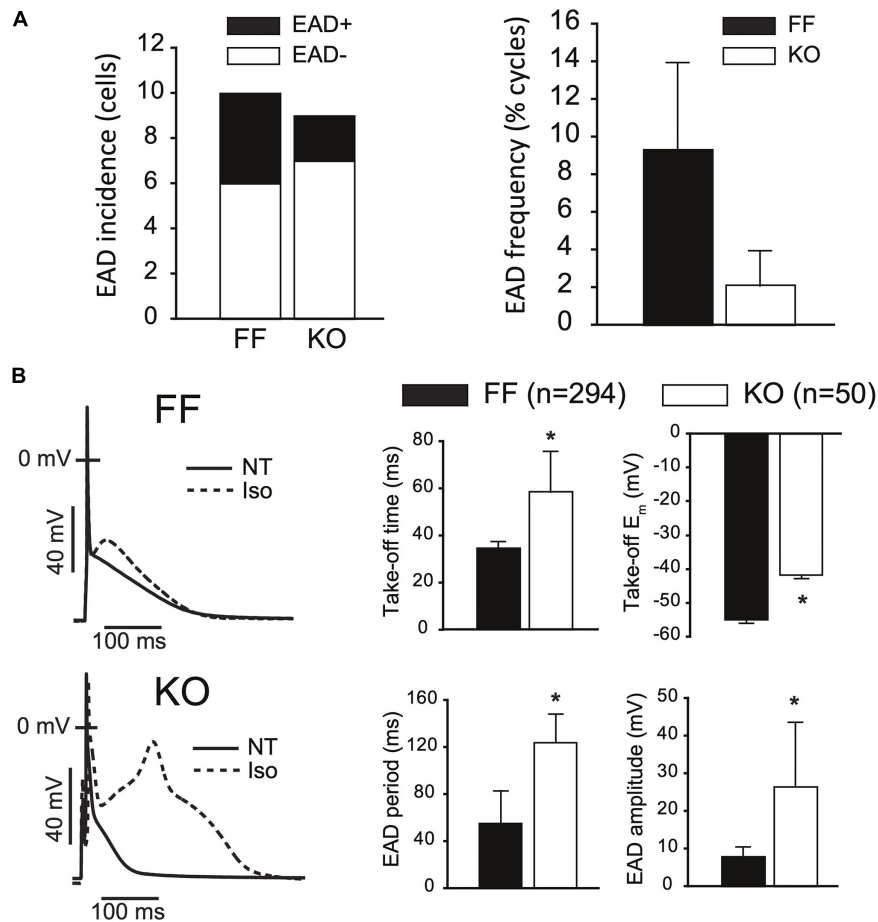 A
EAD+
EAD-
EAD incidence (cells)
12
10
8
6
4
2
0
FF
KO
FF
KO
EAD frequency (% cycles)
16
14
12
10
8
6
4
2
0
B
FF
0 mV
NT
Iso
40 mV
100 ms
KO
0 mV
NT
Iso
40 mV
100 ms
FF (n=294)
KO (n=50)
Take-off time (ms)
80
60
40
20
0
*
Take-off Em (mV)
0
-10
-20
-30
-40
-50
-60
*
EAD period (ms)
160
120
80
40
0
*
EAD amplitude (mV)
50
40
30
20
10
0
*